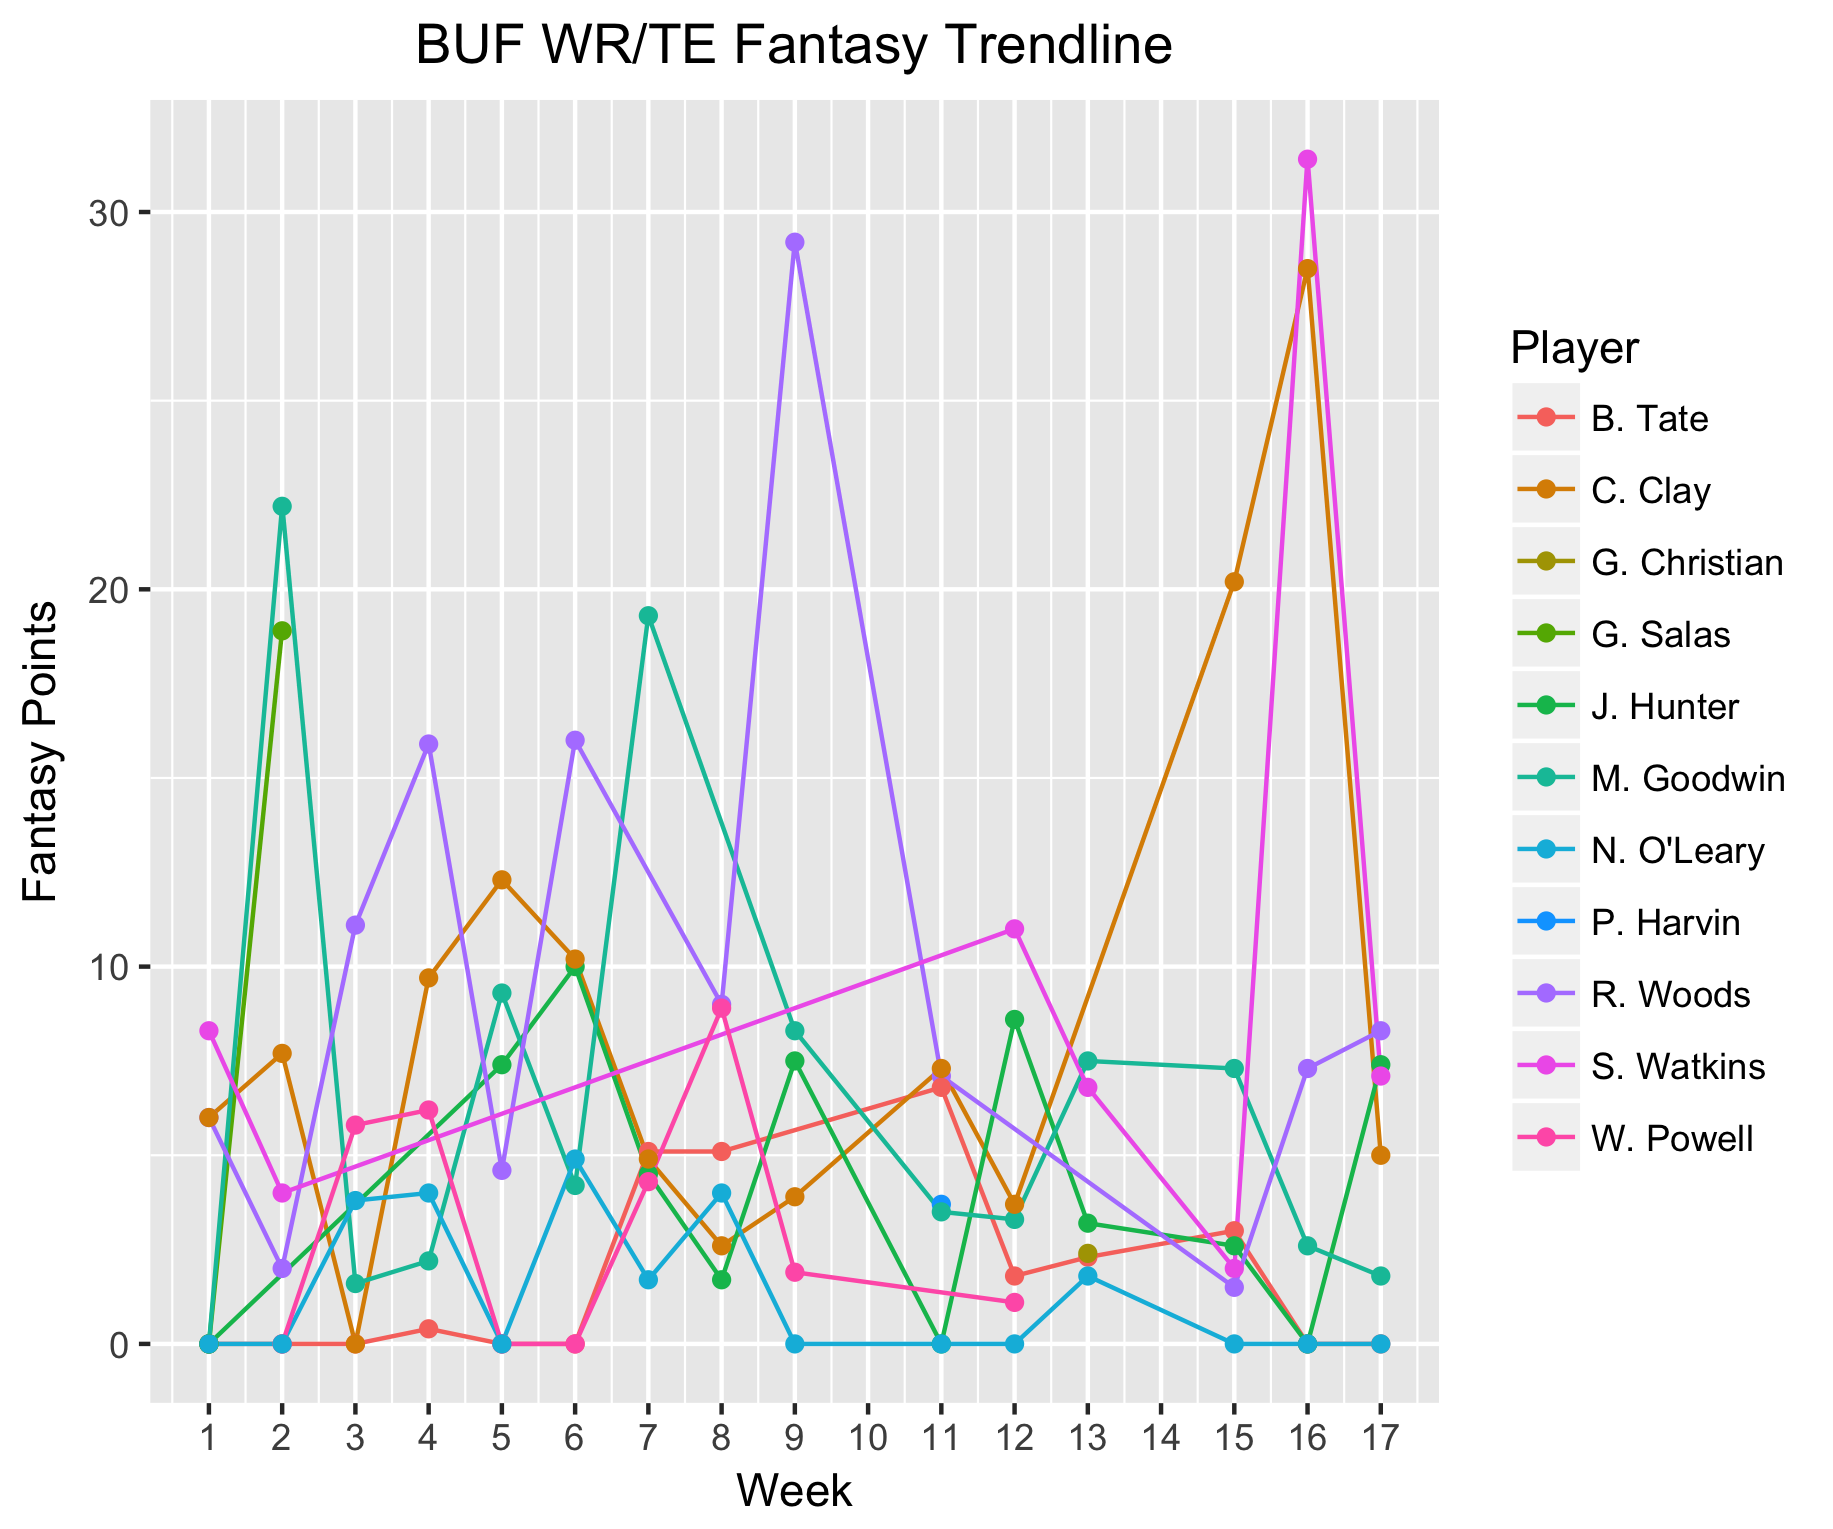 BUF WR/TE Fantasy Trendline
Fantasy Points
30
20
10
0
1 2 3 4 5 6 7 8 9 10 11 12 13 14 15 16 17
Week
Player
B. Tate
C. Clay
G. Christian
G. Salas
J. Hunter
M. Goodwin
N. O'Leary
P. Harvin
R. Woods
S. Watkins
W. Powell